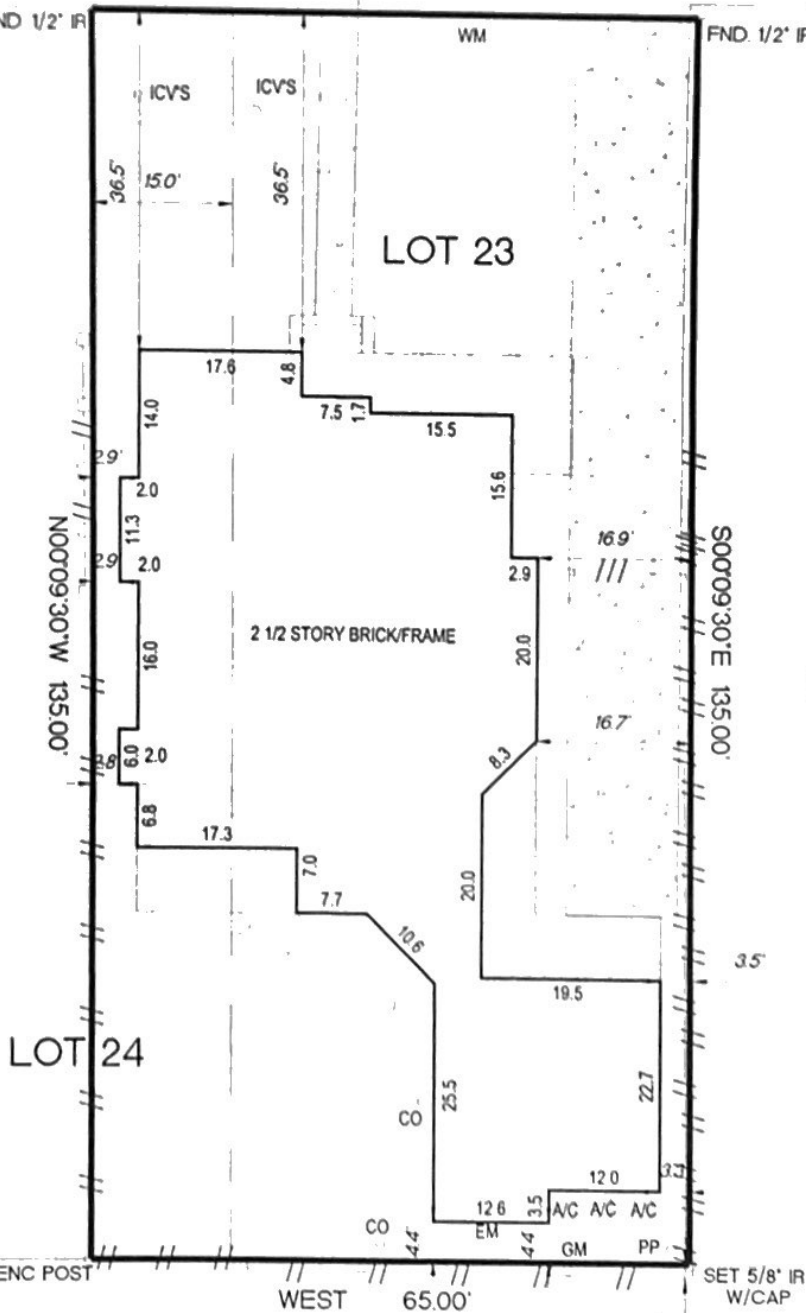 ND 1/2" IR
WM
FND. 1/2" IF
ICV'S
ICV'S
36.5'
15.0'
36.5'
LOT 23
17.6
4.8
14.0
7.5
1.7
15.5
2.9'
2.0
15.6
11.3
2.9'
2.0
16.9'
2.9
N00°09'30"W 135.00'
S00°09'30"E 135.00'
2 1/2 STORY BRICK/FRAME
16.0
20.0
16.7'
6.0
2.0
8.3
6.8
17.3
7.0
20.0
7.7
10.6
3.5'
19.5
LOT 24
25.5
22.7
CO
12.0
12.6
3.5
A/C A/C A/C
CO
EM
4.4'
4.4'
GM
PP
ENC POST
SET 5/8" IR
W/CAP
WEST 65.00'